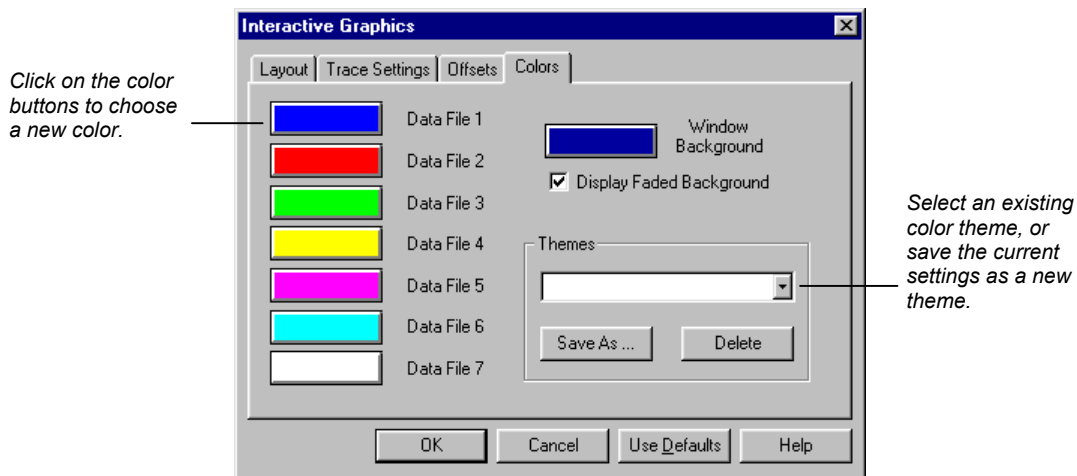 Interactive Graphics
Layout Trace Settings Offsets Colors
Click on the color
buttons to choose
a new color.
Data File 1
Data File 2
Data File 3
Data File 4
Data File 5
Data File 6
Data File 7
Window
Background
Display Faded Background
Themes
Save As ... Delete
Select an existing
color theme, or
save the current
settings as a new
theme.
OK Cancel Use Defaults Help